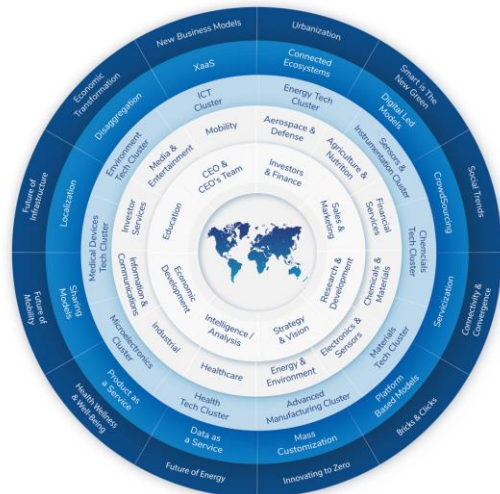 New Business Models
Urbanization
Smart is The
New Green
Social Trends
Connectivity &
Convergence
Bricks & Clicks
Innovating to Zero
Future of Energy
Health Wellness
& Well-Being
Future of
Mobility
Future of
Infrastructure
Economic
Transformation
XaaS
Connected
Ecosystems
Digital Led
Models
CrowdSourcing
Servicization
Platform
Based Models
Mass
Customization
Data as
a Service
Product as
a Service
Sharing
Models
Localization
Disaggregation
ICT
Cluster
Energy Tech
Cluster
Sensors &
Instrumentation Cluster
Chemcials
Tech Cluster
Materials
Tech Cluster
Advanced
Manufacturing Cluster
Health
Tech Cluster
Microelectronics
Cluster
Medical Devices
Tech Cluster
Environment
Tech Cluster
Mobility
Aerospace &
Defense
Agriculture &
Nutrition
Financial
Services
Chemicals &
Materials
Electronics &
Sensors
Energy &
Environment
Healthcare
Industrial
Information &
Communications
Investor
Services
Media &
Entertainment
CEO &
CEO's Team
Investors
& Finance
Sales &
Marketing
Research &
Development
Strategy
& Vision
Intelligence /
Analysis
Economic
Development
Education